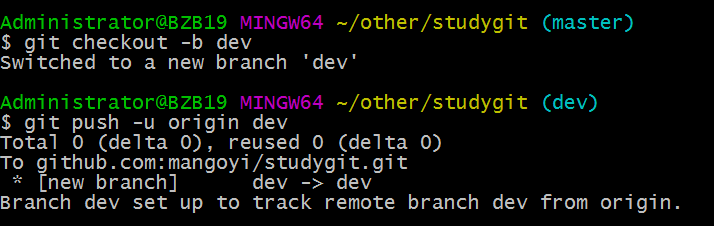 Administrator@BZB19 MINGW64 ~/other/studygit (master)
$ git checkout -b dev
Switched to a new branch 'dev'
Administrator@BZB19 MINGW64 ~/other/studygit (dev)
$ git push -u origin dev
Total 0 (delta 0), reused 0 (delta 0)
To github.com:mangoyi/studygit.git
 * [new branch]      dev -> dev
Branch dev set up to track remote branch dev from origin.